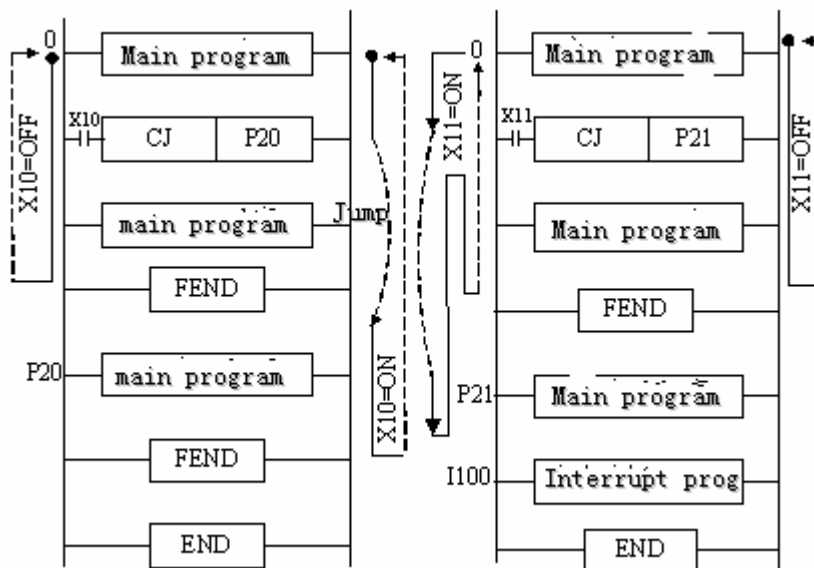 0
Main program
X10
CJ P20
X10=OFF
main program
Jump
FEND
P20
main program
X10=ON
FEND
END
0
Main program
X11=ON
X11
CJ P21
X11=OFF
Main program
FEND
P21
Main program
I100
Interrupt prog
END